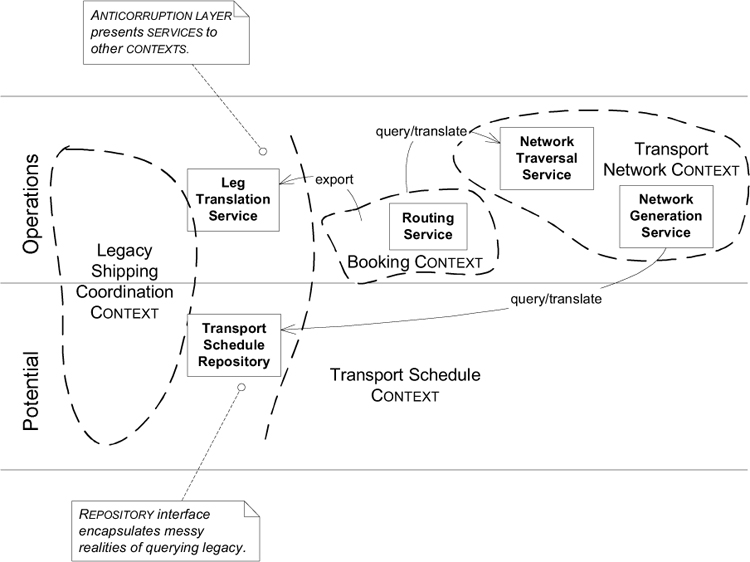 ANTICORRUPTION LAYER
presents SERVICES to
other CONTEXTS.
Operations
query/translate
Network
Traversal
Service
Transport
Network CONTEXT
Leg
Translation
Service
export
Routing
Service
Network
Generation
Service
Legacy
Shipping
Coordination
CONTEXT
Booking CONTEXT
query/translate
Potential
Transport
Schedule
Repository
Transport Schedule
CONTEXT
REPOSITORY interface
encapsulates messy
realities of querying legacy.